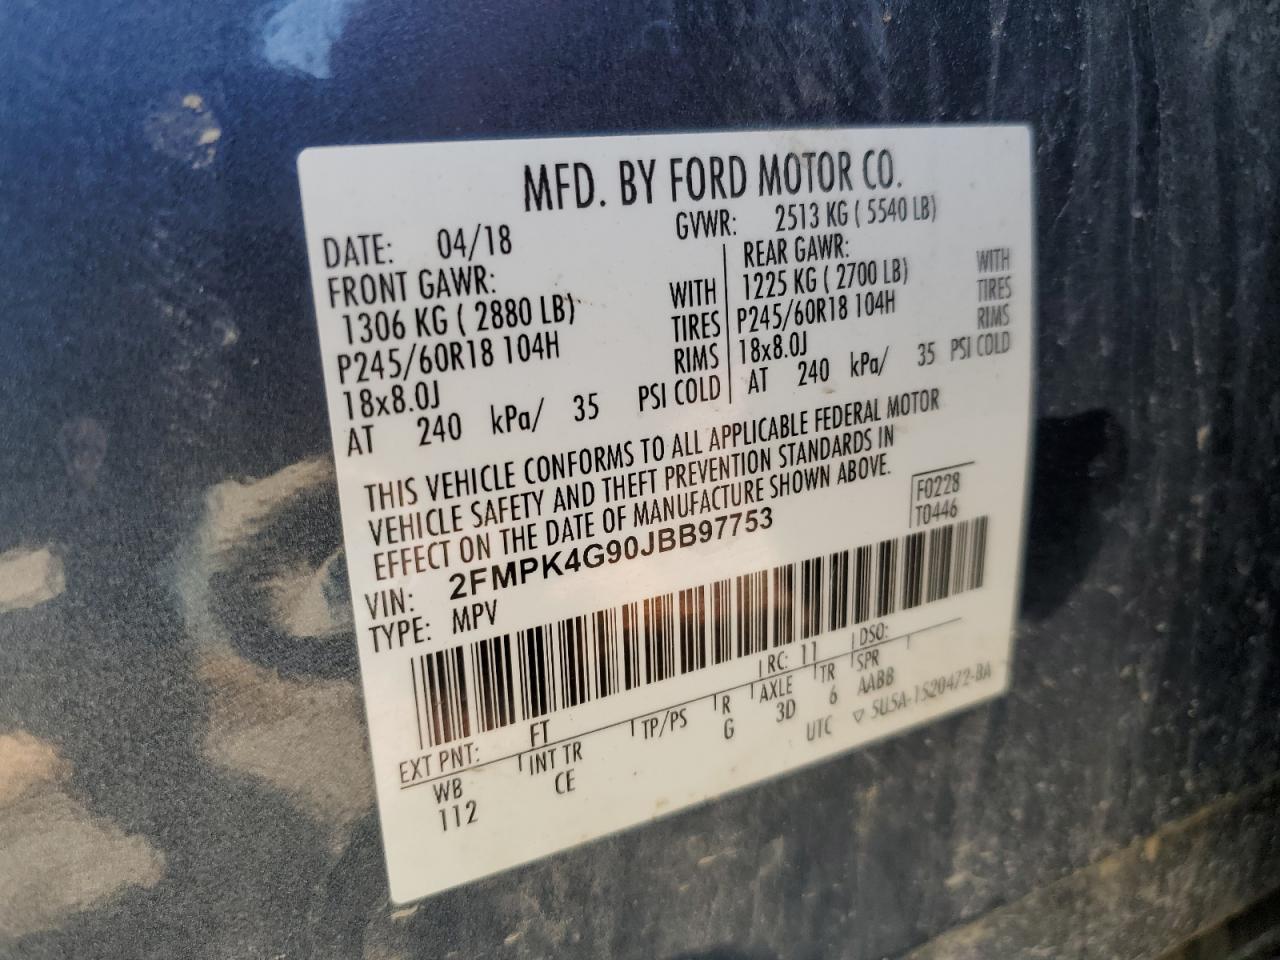 MFD. BY FORD MOTOR CO.
DATE: 04/18 GVWR: 2513 KG ( 5540 LB)
FRONT GAWR: REAR GAWR:
1306 KG ( 2880 LB) WITH 1225 KG ( 2700 LB) WITH
P245/60R18 104H TIRES P245/60R18 104H TIRES
18x8.0J RIMS 18x8.0J RIMS
AT 240 kPa/ 35 PSI COLD AT 240 kPa/ 35 PSI COLD
THIS VEHICLE CONFORMS TO ALL APPLICABLE FEDERAL MOTOR
VEHICLE SAFETY AND THEFT PREVENTION STANDARDS IN
EFFECT ON THE DATE OF MANUFACTURE SHOWN ABOVE.
F0228
T0446
VIN: 2FMPK4G90JBB97753
TYPE: MPV
EXT PNT: FT RC: 11 DSO:
WB INT TR TP/PS R AXLE TR SPR
112 CE G 3D 6 AABB
UTC ▽ 5U5A-1520472-BA